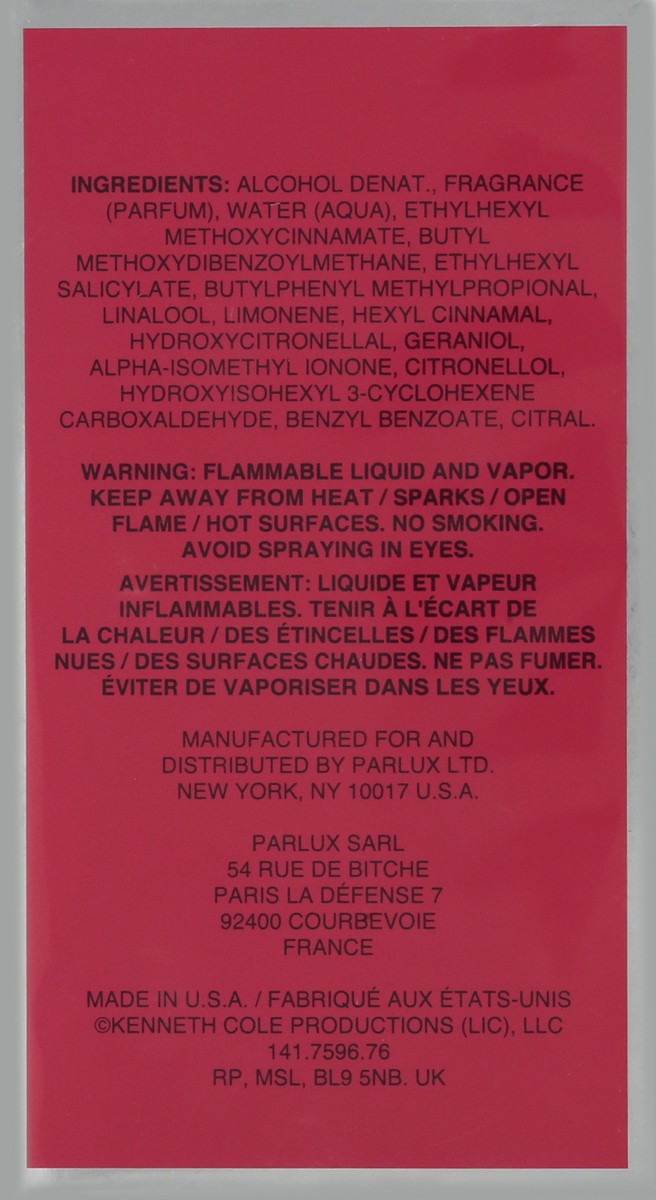 INGREDIENTS: ALCOHOL DENAT., FRAGRANCE
(PARFUM), WATER (AQUA), ETHYLHEXYL
METHOXYCINNAMATE, BUTYL
METHOXYDIBENZOYLMETHANE, ETHYLHEXYL
SALICYLATE, BUTYLPHENYL METHYLPROPIONAL,
LINALOOL, LIMONENE, HEXYL CINNAMAL,
HYDROXYCITRONELLAL, GERANIOL,
ALPHA-ISOMETHYL IONONE, CITRONELLOL,
HYDROXYISOHEXYL 3-CYCLOHEXENE
CARBOXALDEHYDE, BENZYL BENZOATE, CITRAL.
WARNING: FLAMMABLE LIQUID AND VAPOR.
KEEP AWAY FROM HEAT / SPARKS / OPEN
FLAME / HOT SURFACES. NO SMOKING.
AVOID SPRAYING IN EYES.
AVERTISSEMENT: LIQUIDE ET VAPEUR
INFLAMMABLES. TENIR À L'ÉCART DE
LA CHALEUR / DES ÉTINCELLES / DES FLAMMES
NUES / DES SURFACES CHAUDES. NE PAS FUMER.
ÉVITER DE VAPORISER DANS LES YEUX.
MANUFACTURED FOR AND
DISTRIBUTED BY PARLUX LTD.
NEW YORK, NY 10017 U.S.A.
PARLUX SARL
54 RUE DE BITCHE
PARIS LA DÉFENSE 7
92400 COURBEVOIE
FRANCE
MADE IN U.S.A. / FABRIQUÉ AUX ÉTATS-UNIS
©KENNETH COLE PRODUCTIONS (LIC), LLC
141.7596.76
RP, MSL, BL9 5NB. UK